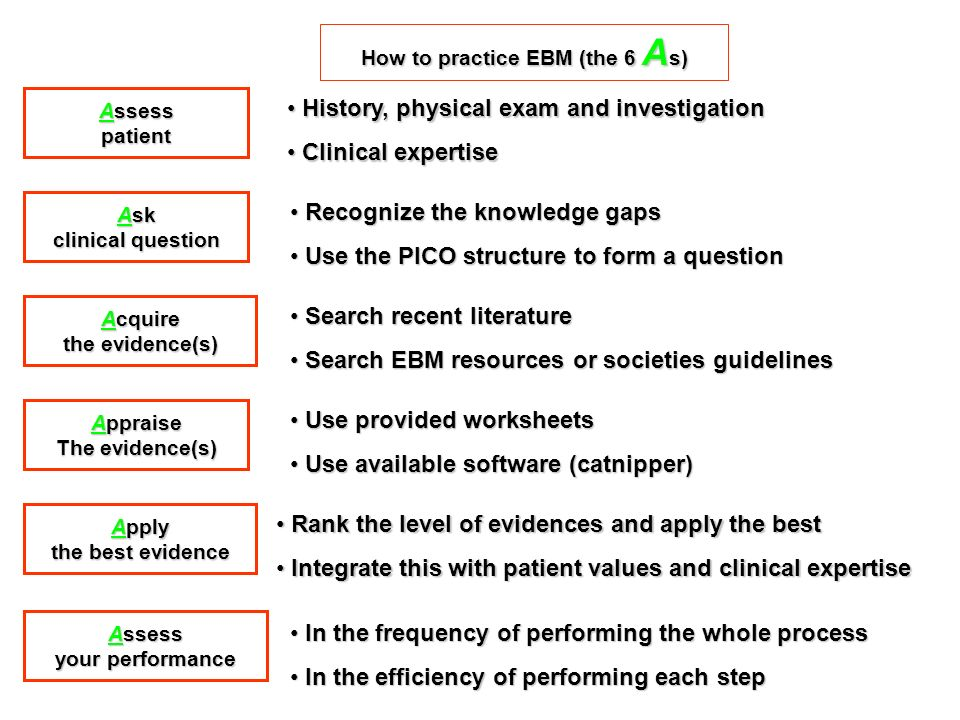 How to practice EBM (the 6 As)
Assess
patient
• History, physical exam and investigation
• Clinical expertise
Ask
clinical question
• Recognize the knowledge gaps
• Use the PICO structure to form a question
Acquire
the evidence(s)
• Search recent literature
• Search EBM resources or societies guidelines
Appraise
The evidence(s)
• Use provided worksheets
• Use available software (catnipper)
Apply
the best evidence
• Rank the level of evidences and apply the best
• Integrate this with patient values and clinical expertise
Assess
your performance
• In the frequency of performing the whole process
• In the efficiency of performing each step